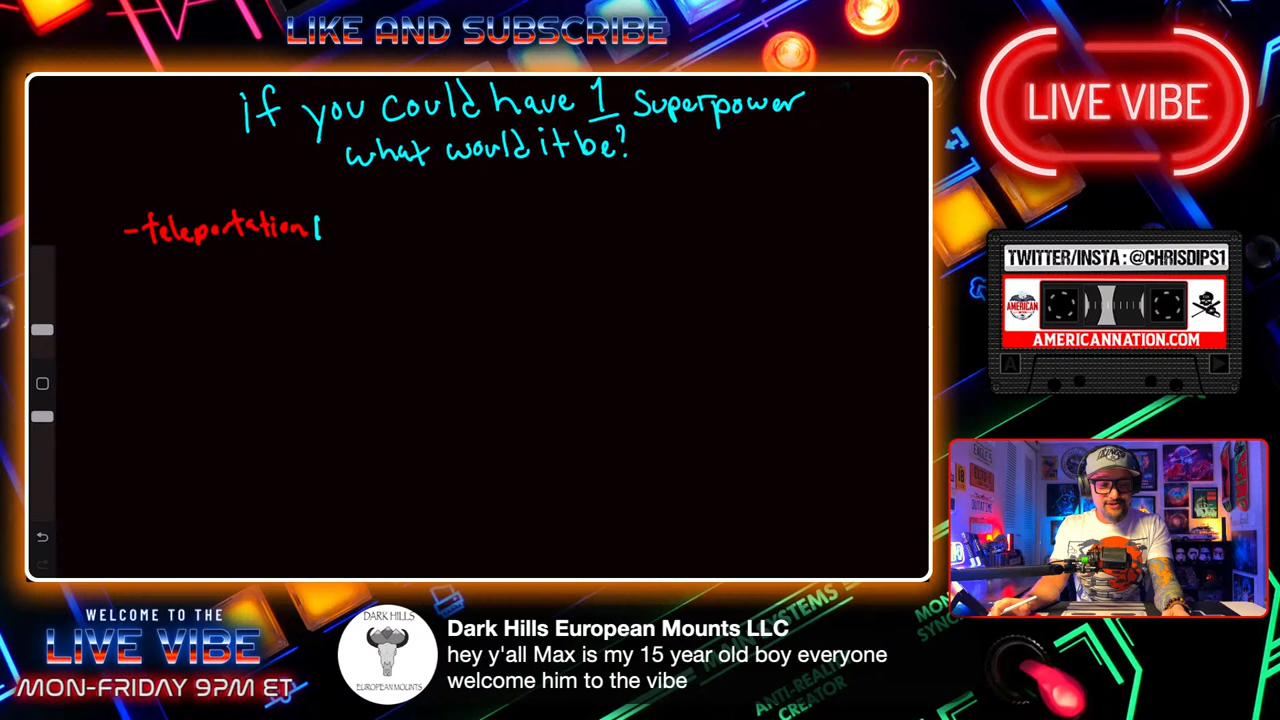 LIKE AND SUBSCRIBE
if you could have 1 Superpower
what would it be?
-teleportation
LIVE VIBE
TWITTER/INSTA : @CHRISDIPS1
AMERICAN
AMERICANNATION.COM
A
WELCOME TO THE
LIVE VIBE
MON-FRIDAY 9PM ET
DARK HILLS
EUROPEAN MOUNTS
Dark Hills European Mounts LLC
hey y'all Max is my 15 year old boy everyone
welcome him to the vibe
SYSTEMS
CREATOR